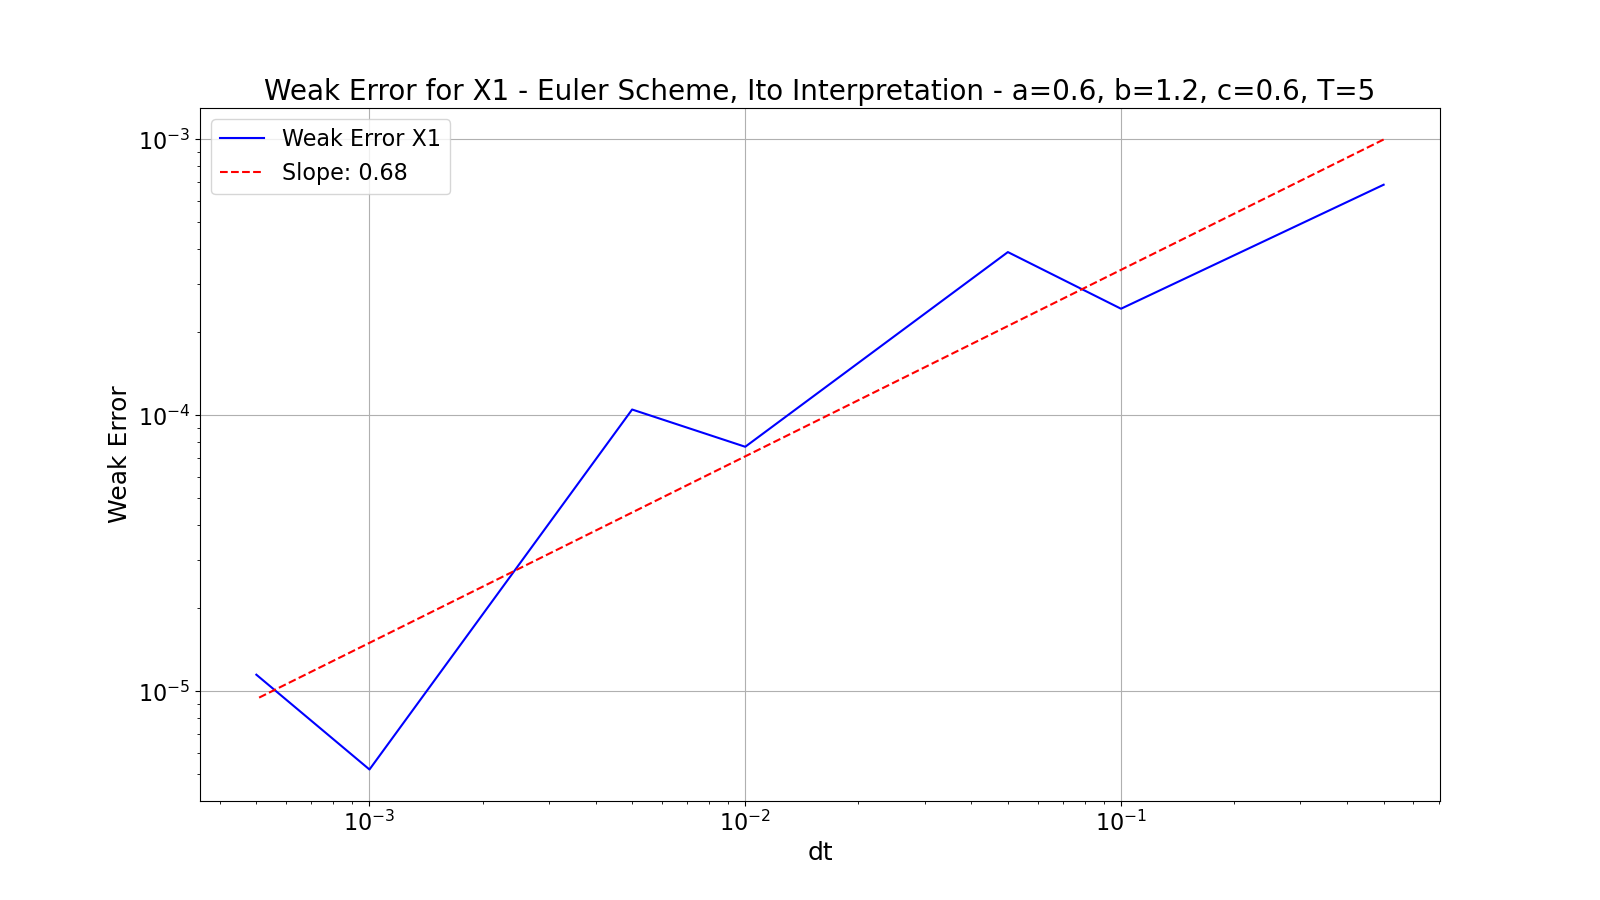 Weak Error for X1 - Euler Scheme, Ito Interpretation - a=0.6, b=1.2, c=0.6, T=5
Weak Error X1
Slope: 0.68
10⁻³
10⁻⁴
10⁻⁵
Weak Error
10⁻³ 10⁻² 10⁻¹
dt